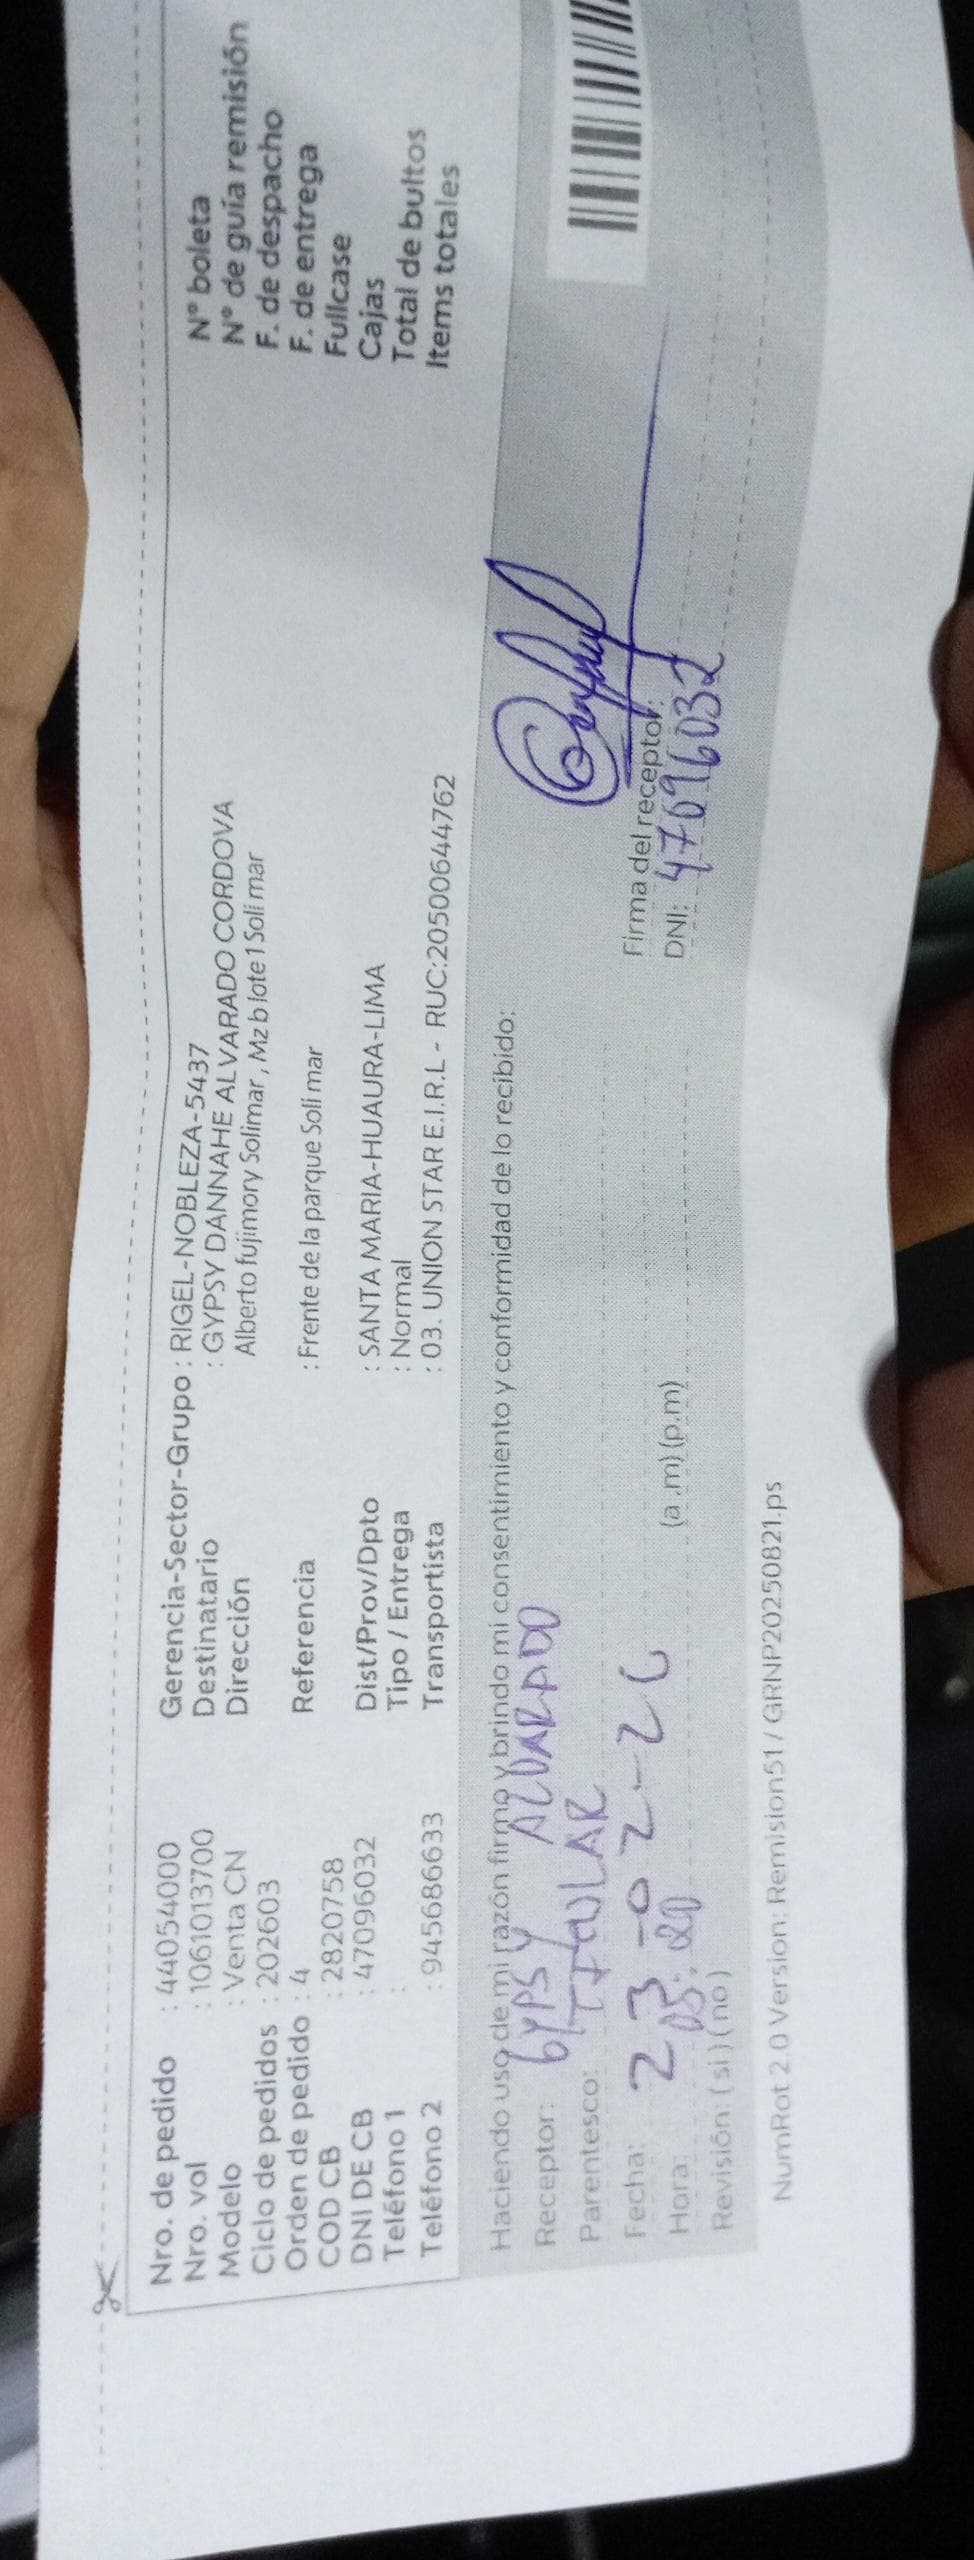 Nro. de pedido : 44054000
Nro. vol : 1061013700
Modelo : Venta CN
Ciclo de pedidos : 202603
Orden de pedido : 4
COD CB : 2820758
DNI DE CB : 47096032
Teléfono 1 :
Teléfono 2 : 945686633
Gerencia-Sector-Grupo : RIGEL-NOBLEZA-5437
Destinatario : GYPSY DANNAHE ALVARADO CORDOVA
Dirección Alberto fujimory Solimar , Mz b lote 1 Soli mar
Referencia : Frente de la parque Soli mar
Dist/Prov/Dpto : SANTA MARIA-HUAURA-LIMA
Tipo / Entrega : Normal
Transportista : 03. UNION STAR E.I.R.L - RUC:20500644762
N° boleta
N° de guía remisión
F. de despacho
F. de entrega
Fullcase
Cajas
Total de bultos
Items totales
Haciendo uso de mi razón firmo y brindo mi consentimiento y conformidad de lo recibido:
Receptor: GYPSY ALVARADO
Parentesco: TITULAR
Fecha: 23-02-26
Hora: 05:20 (a .m) (p.m)
Revisión: ( si ) ( no )
Firma del receptor:
DNI: 47096032
NumRot 2.0 Version: Remision51 / GRNP20250821.ps